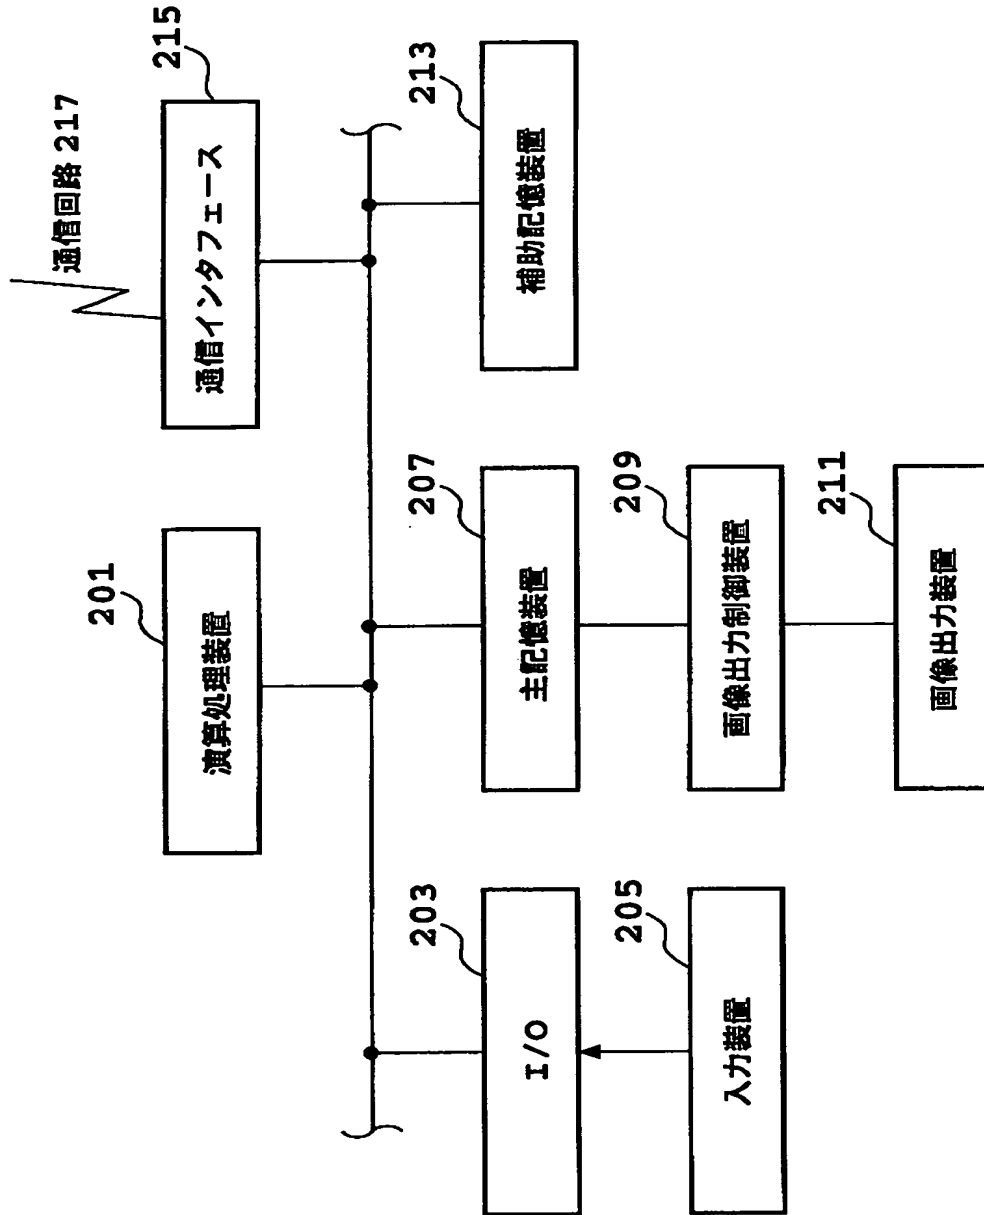 通信回路 217
201
演算処理装置
215
通信インタフェース
203
I/O
207
主記憶装置
213
補助記憶装置
205
入力装置
209
画像出力制御装置
211
画像出力装置